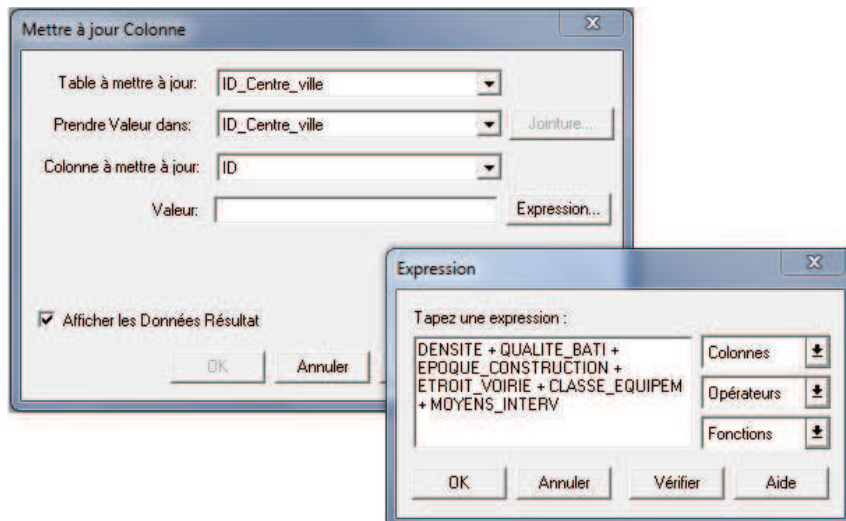 Mettre à jour Colonne
Table à mettre à jour: ID_Centre_ville
Prendre Valeur dans: ID_Centre_ville Jointure...
Colonne à mettre à jour: ID
Valeur: Expression...
Afficher les Données Résultat
OK Annuler
Expression
Tapez une expression :
DENSITE + QUALITE_BATI +
EPOQUE_CONSTRUCTION +
ETROIT_VOIRIE + CLASSE_EQUIPEM
+ MOYENS_INTERV
Colonnes
Opérateurs
Fonctions
OK Annuler Vérifier Aide